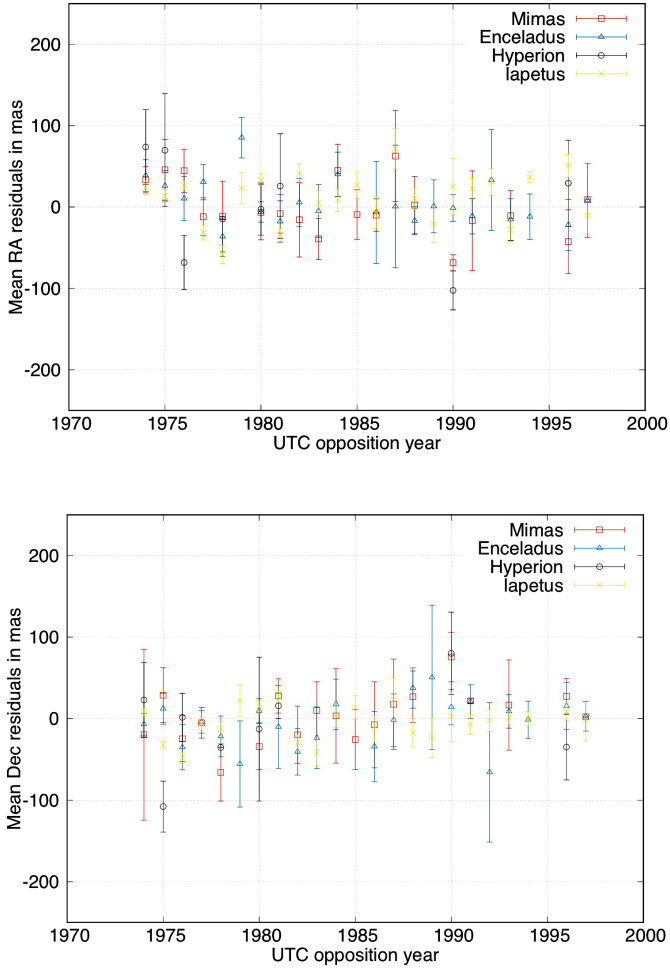 Mimas
Enceladus
Hyperion
Iapetus
200
100
0
-100
-200
Mean RA residuals in mas
1970 1975 1980 1985 1990 1995 2000
UTC opposition year
Mimas
Enceladus
Hyperion
Iapetus
200
100
0
-100
-200
Mean Dec residuals in mas
1970 1975 1980 1985 1990 1995 2000
UTC opposition year